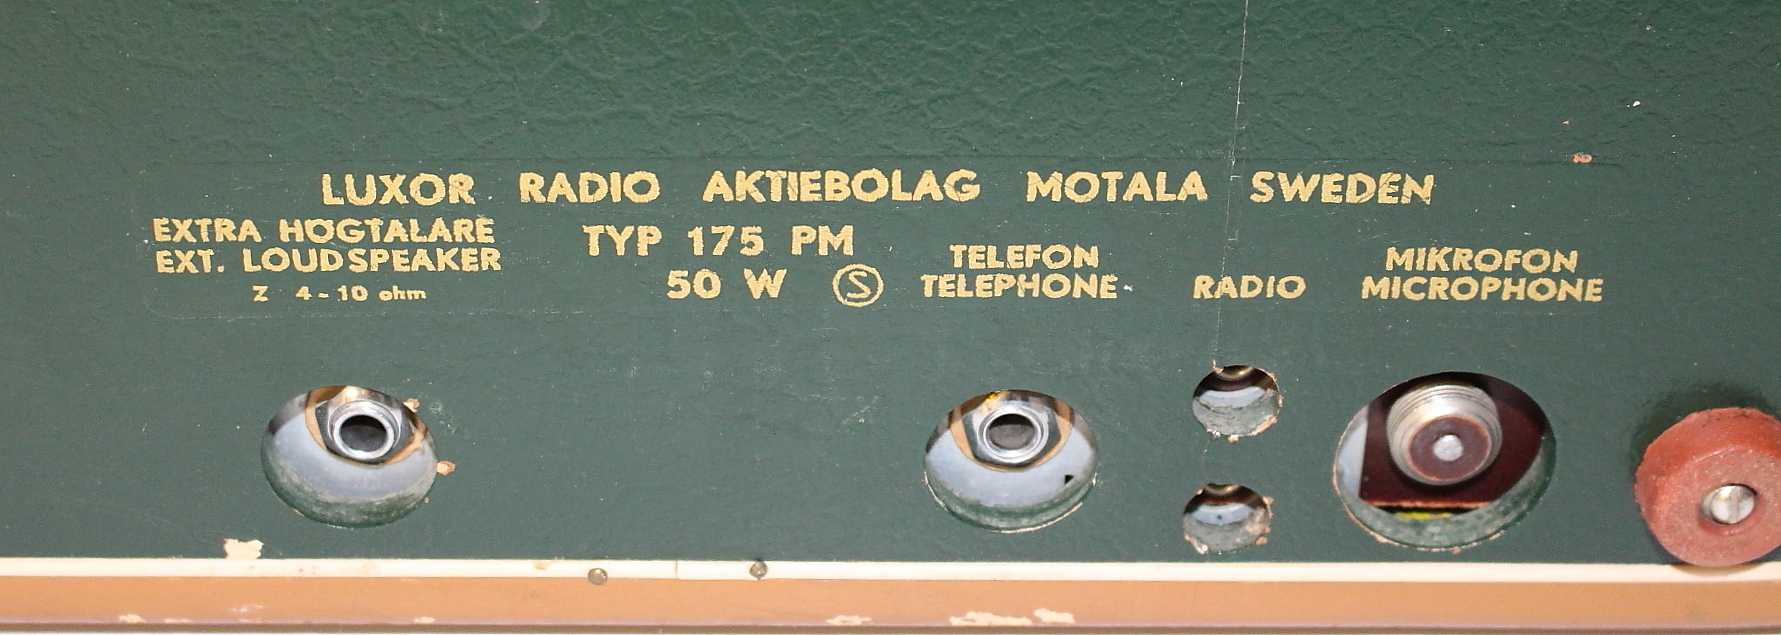 LUXOR RADIO AKTIEBOLAG MOTALA SWEDEN
EXTRA HÖGTALARE
EXT. LOUDSPEAKER
Z 4-10 ohm
TYP 175 PM
50 W Ⓢ
TELEFON
TELEPHONE
RADIO
MIKROFON
MICROPHONE